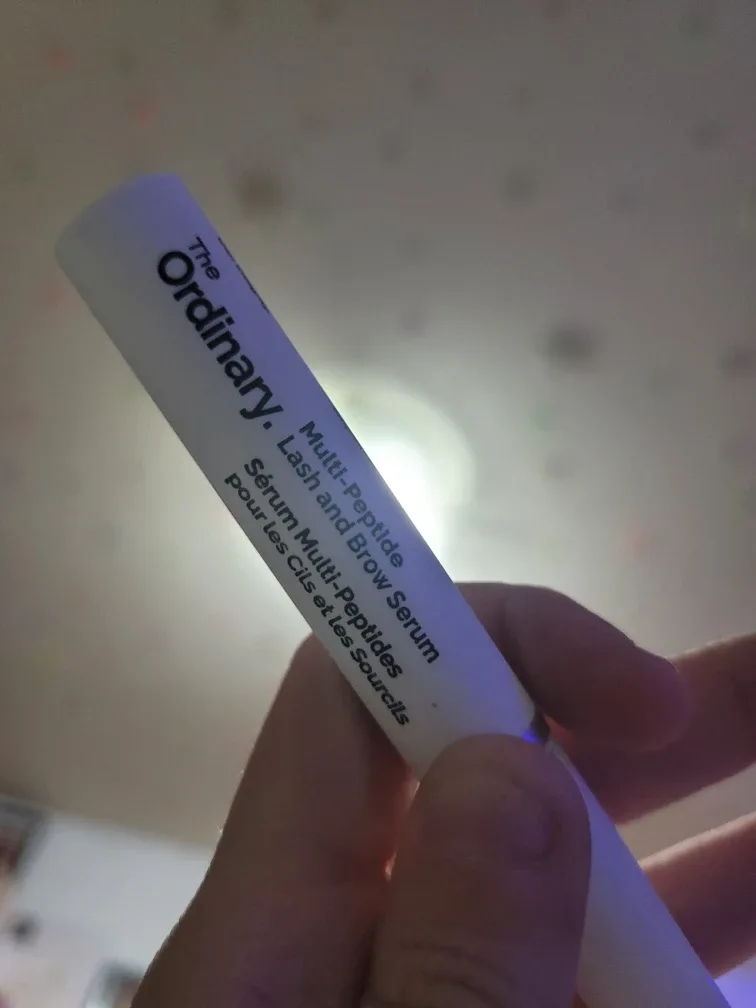 The
Ordinary.
Multi-Peptide
Lash and Brow Serum
Sérum Multi-Peptides
pour les Cils et les Sourcils